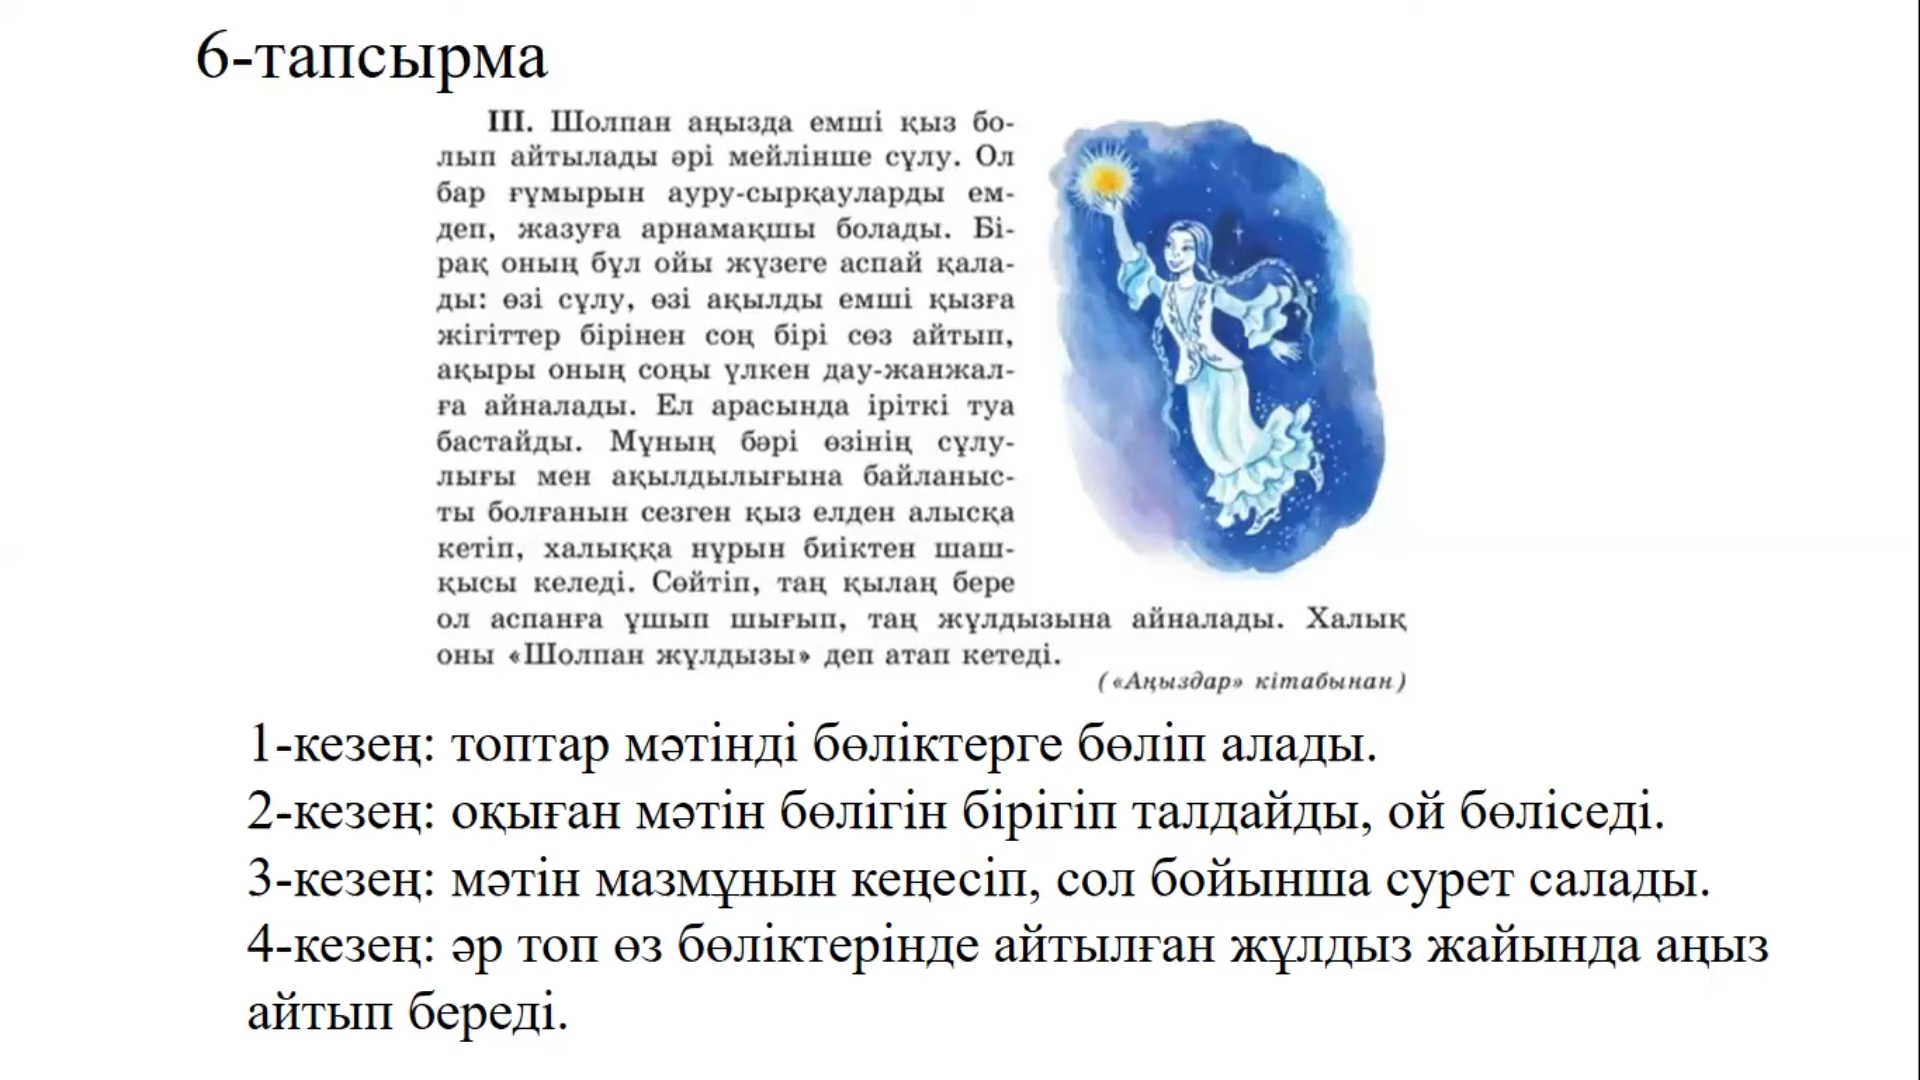 6-тапсырма
III. Шолпан аңызда емші қыз бо-
лып айтылады әрі мейлінше сұлу. Ол
бар ғұмырын ауру-сырқауларды ем-
деп, жазуға арнамақшы болады. Бі-
рақ оның бұл ойы жүзеге аспай қала-
ды: өзі сұлу, өзі ақылды емші қызға
жігіттер бірінен соң бірі сөз айтып,
ақыры оның соңы үлкен дау-жанжал-
ға айналады. Ел арасында іріткі туа
бастайды. Мұның бәрі өзінің сұлу-
лығы мен ақылдылығына байланыс-
ты болғанын сезген қыз елден алысқа
кетіп, халыққа нұрын биіктен шаш-
қысы келеді. Сөйтіп, таң қылаң бере
ол аспанға ұшып шығып, таң жұлдызына айналады. Халық
оны «Шолпан жұлдызы» деп атап кетеді.
(«Аңыздар» кітабынан)
1-кезең: топтар мәтінді бөліктерге бөліп алады.
2-кезең: оқыған мәтін бөлігін бірігіп талдайды, ой бөліседі.
3-кезең: мәтін мазмұнын кеңесіп, сол бойынша сурет салады.
4-кезең: әр топ өз бөліктерінде айтылған жұлдыз жайында аңыз
айтып береді.